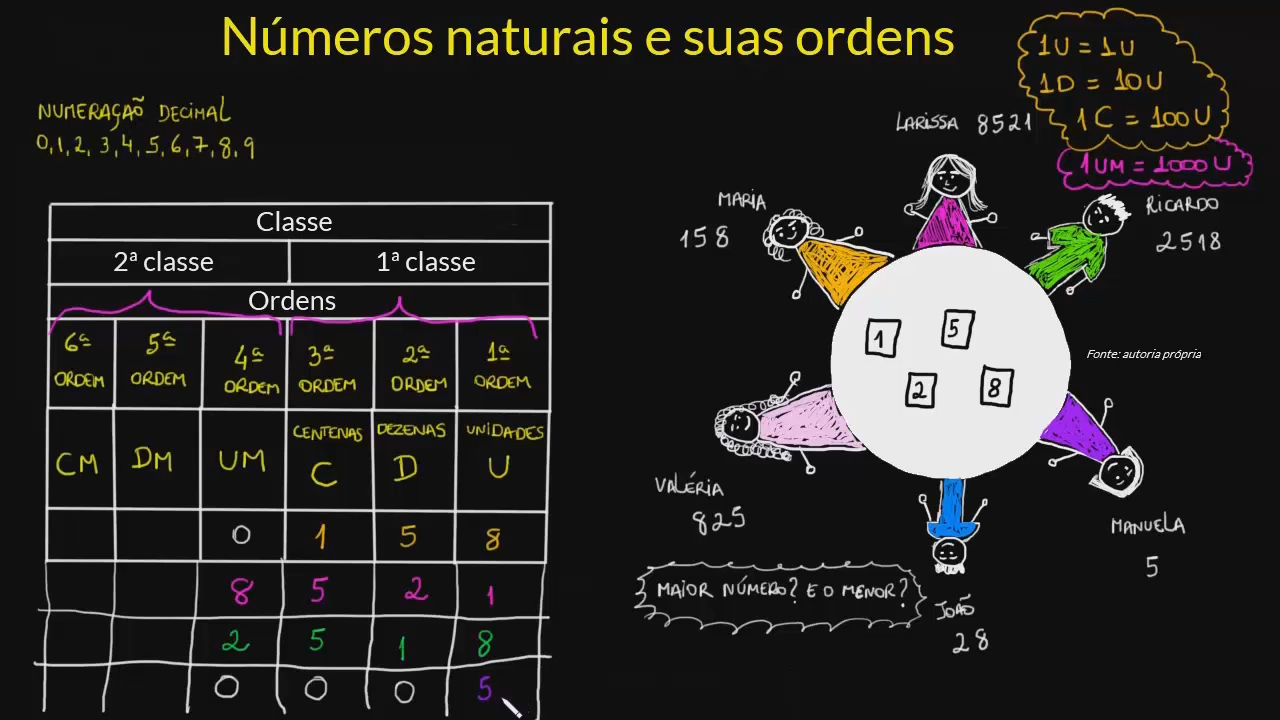 Números naturais e suas ordens
1U = 1U
1D = 10U
1C = 100U
1UM = 1000U
NUMERAÇÃO DECIMAL
0,1,2,3,4,5,6,7,8,9
LARISSA 8521
MARIA
158
RICARDO
2518
1 5
2 8
Fonte: autoria própria
VALÉRIA
825
MANUELA
5
MAIOR NÚMERO? E O MENOR?
JOÃO
28
Classe
2ª classe 1ª classe
Ordens
6ª ORDEM 5ª ORDEM 4ª ORDEM 3ª ORDEM 2ª ORDEM 1ª ORDEM
CENTENAS DEZENAS UNIDADES
CM DM UM C D U
0 1 5 8
8 5 2 1
2 5 1 8
0 0 0 5